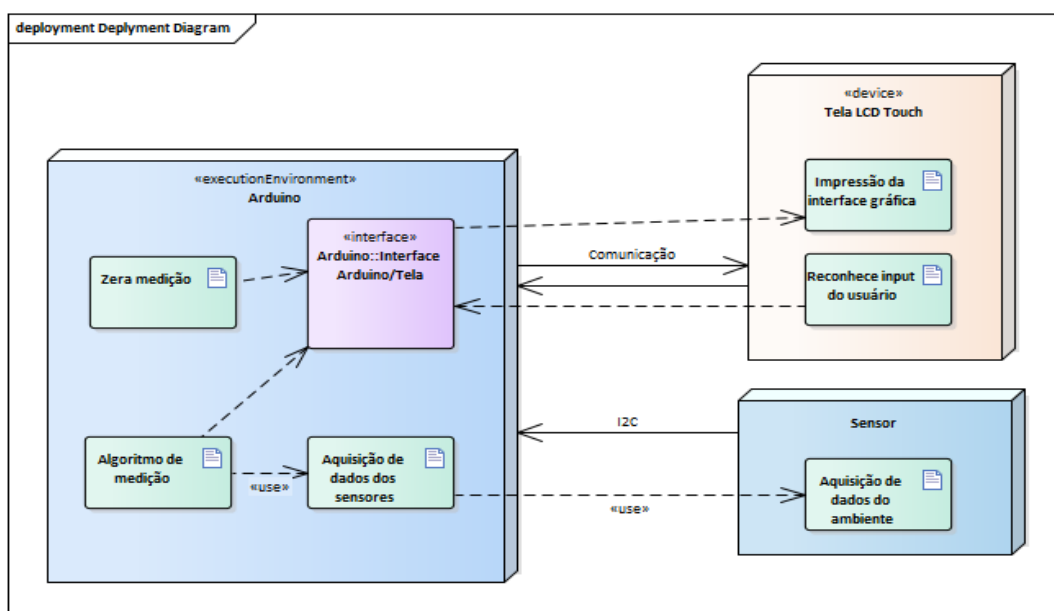 deployment Deplyment Diagram
«device»
Tela LCD Touch
Impressão da
interface gráfica
Reconhece input
do usuário
«executionEnvironment»
Arduino
«interface»
Arduino::Interface
Arduino/Tela
Zera medição
Comunicação
Algoritmo de
medição
«use»
Aquisição de
dados dos
sensores
I2C
«use»
Sensor
Aquisição de
dados do
ambiente